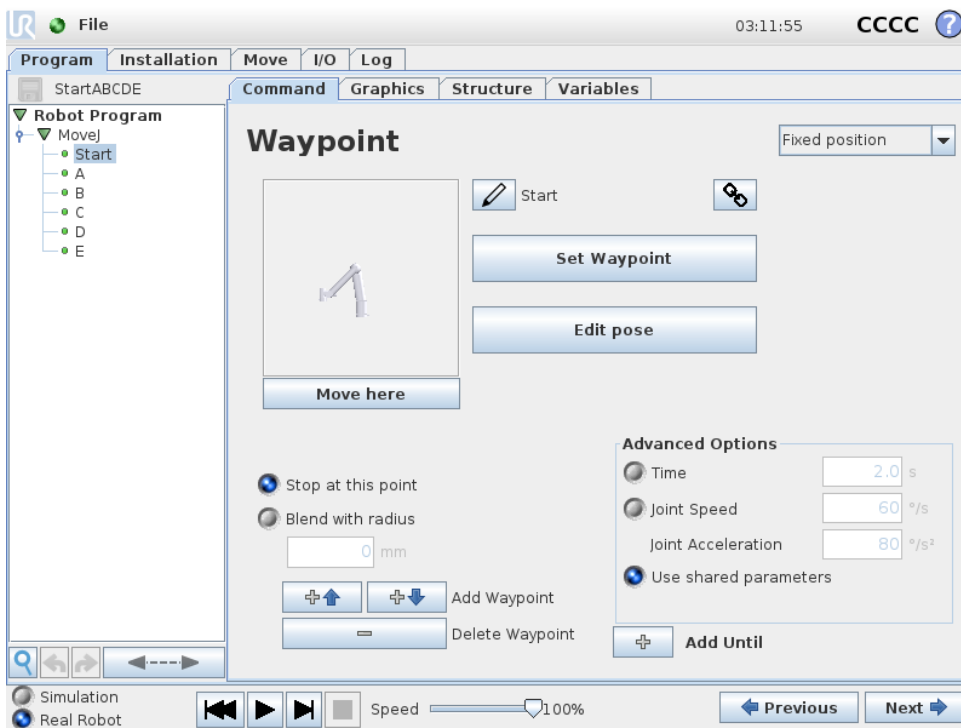 UR File 03:11:55 CCCC ?
Program Installation Move I/O Log
StartABCDE Command Graphics Structure Variables
Robot Program
MoveJ
Start
A
B
C
D
E
Waypoint Fixed position
Start
Set Waypoint
Edit pose
Move here
Stop at this point
Blend with radius
0 mm
Add Waypoint
Delete Waypoint
Advanced Options
Time 2.0 s
Joint Speed 60 °/s
Joint Acceleration 80 °/s²
Use shared parameters
Add Until
Simulation
Real Robot
Speed 100%
Previous Next